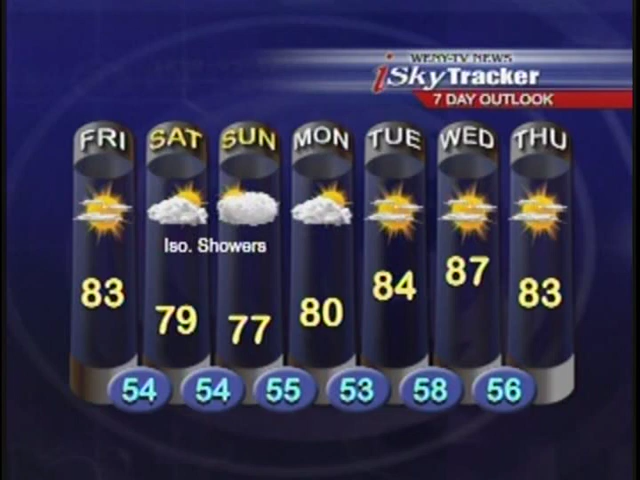 WENY-TV NEWS
iSkyTracker
7 DAY OUTLOOK
FRI SAT SUN MON TUE WED THU
Iso. Showers
83 79 77 80 84 87 83
54 54 55 53 58 56